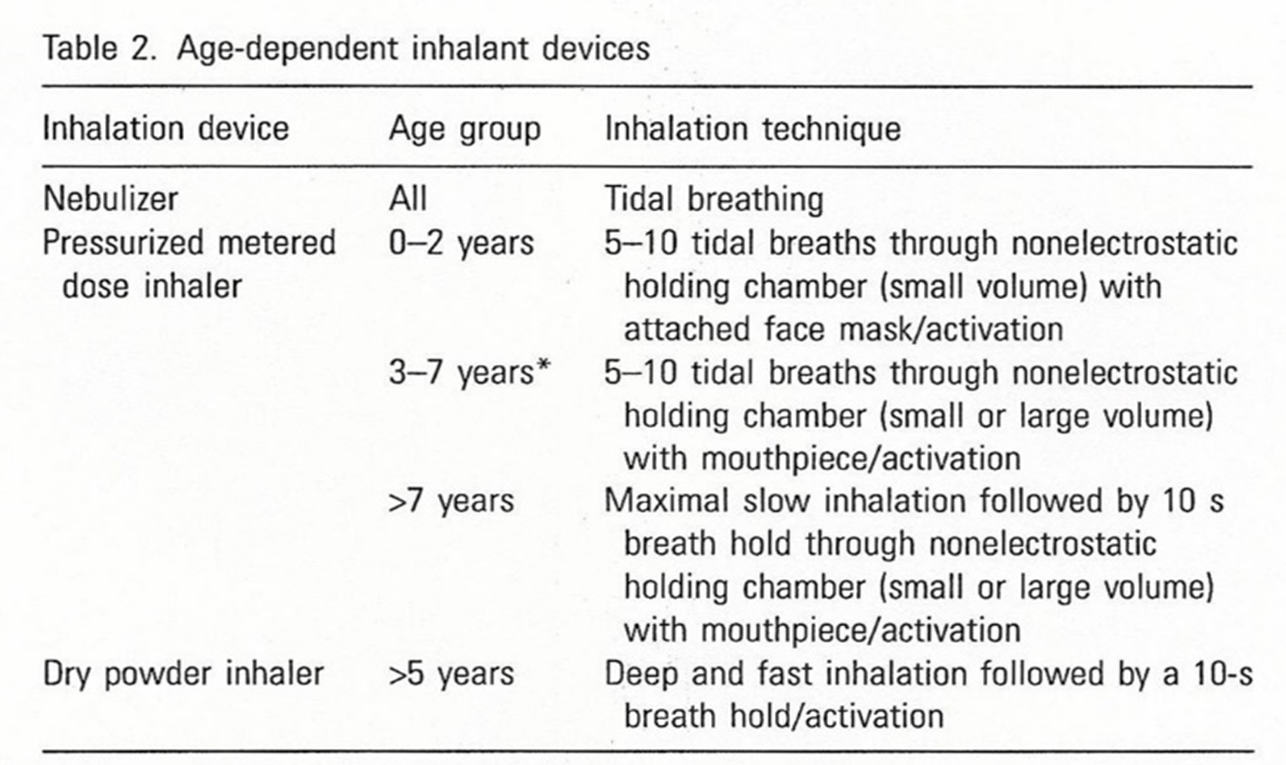 Table 2. Age-dependent inhalant devices
Inhalation device Age group Inhalation technique
Nebulizer All Tidal breathing
Pressurized metered 0–2 years 5–10 tidal breaths through nonelectrostatic
dose inhaler holding chamber (small volume) with
attached face mask/activation
3–7 years* 5–10 tidal breaths through nonelectrostatic
holding chamber (small or large volume)
with mouthpiece/activation
>7 years Maximal slow inhalation followed by 10 s
breath hold through nonelectrostatic
holding chamber (small or large volume)
with mouthpiece/activation
Dry powder inhaler >5 years Deep and fast inhalation followed by a 10-s
breath hold/activation